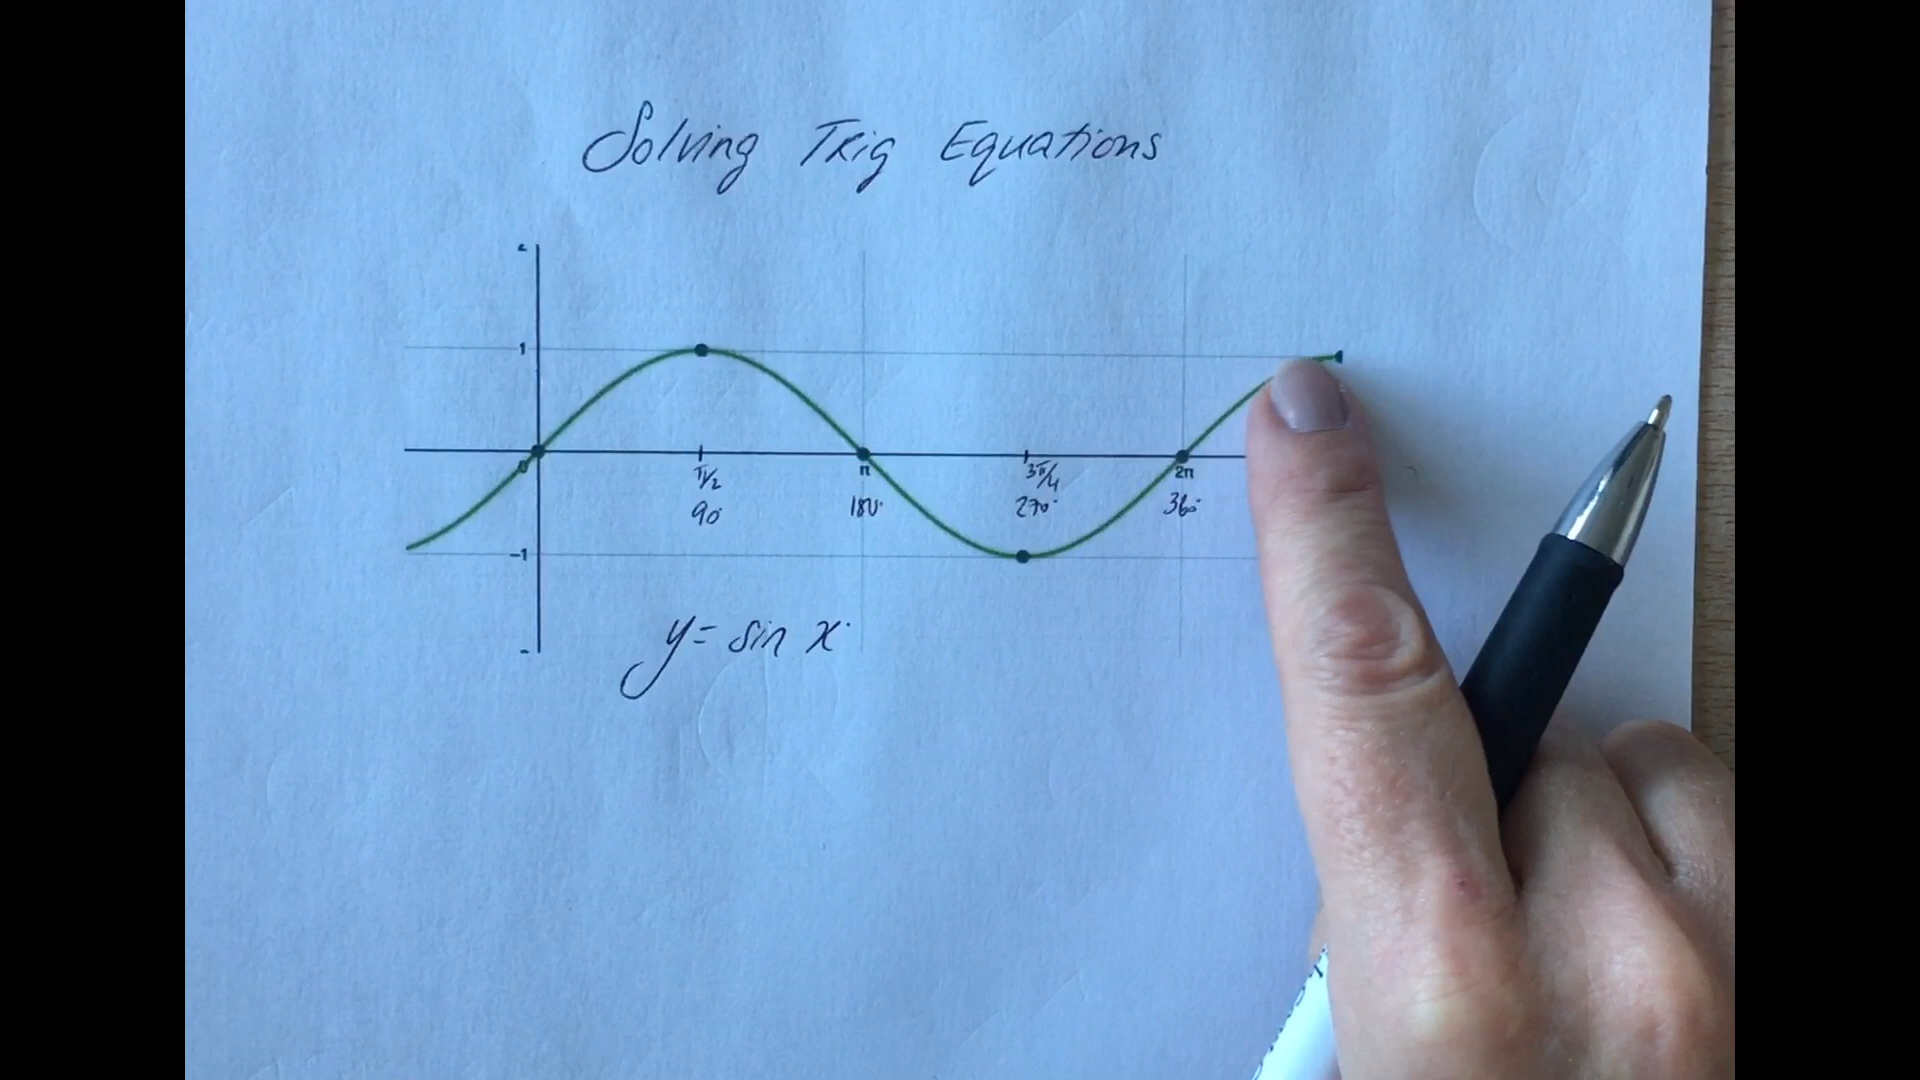 Solving Trig Equations
1
0
π/2 π 3π/4 2π
90° 180° 270° 360°
-1
y = sin x